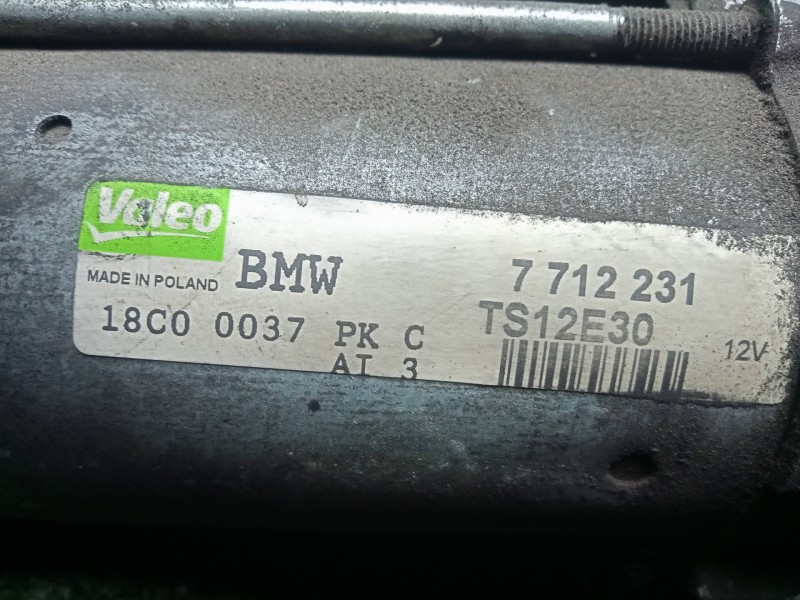 Valeo
BMW 7 712 231
MADE IN POLAND
18C0 0037 PK C TS12E30
AI 3
12V